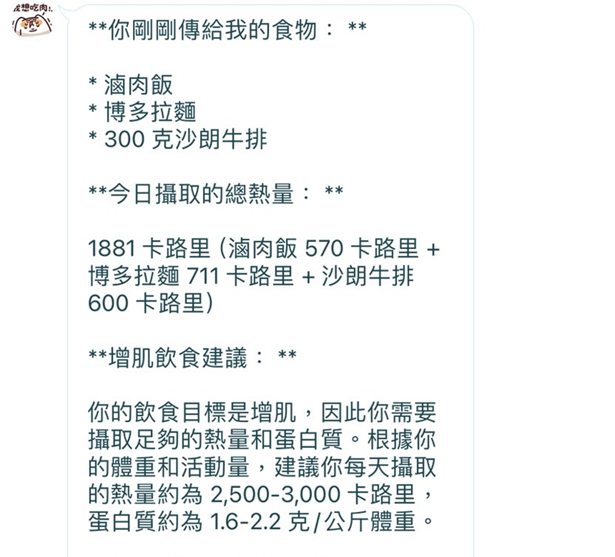 我想吃肉!
**你剛剛傳給我的食物： **
* 滷肉飯
* 博多拉麵
* 300 克沙朗牛排
**今日攝取的總熱量： **
1881 卡路里（滷肉飯 570 卡路里 +
博多拉麵 711 卡路里 + 沙朗牛排
600 卡路里）
**增肌飲食建議： **
你的飲食目標是增肌，因此你需要
攝取足夠的熱量和蛋白質。根據你
的體重和活動量，建議你每天攝取
的熱量約為 2,500-3,000 卡路里，
蛋白質約為 1.6-2.2 克/公斤體重。